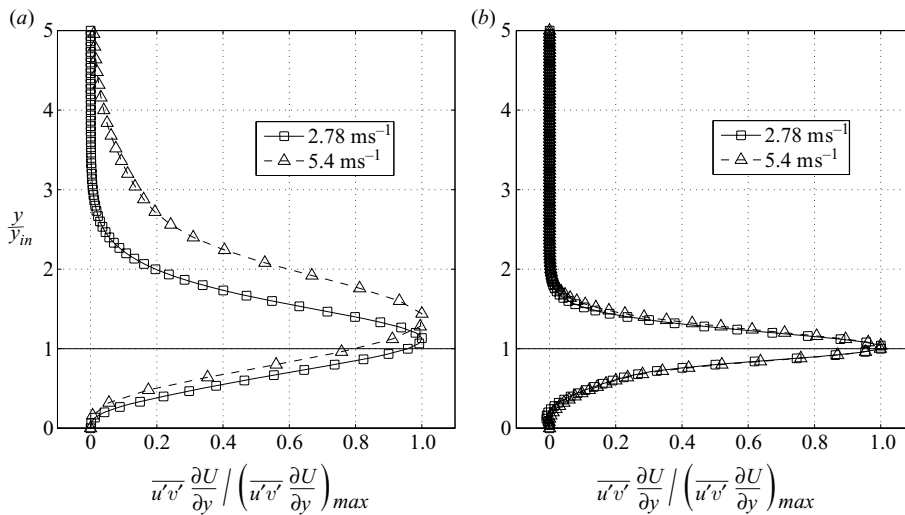 (a)
5
4
3
2
1
0
y
y_in
2.78 ms⁻¹
5.4 ms⁻¹
0 0.2 0.4 0.6 0.8 1.0
u′v′ ∂U/∂y / (u′v′ ∂U/∂y)max
(b)
5
4
3
2
1
0
2.78 ms⁻¹
5.4 ms⁻¹
0 0.2 0.4 0.6 0.8 1.0
u′v′ ∂U/∂y / (u′v′ ∂U/∂y)max